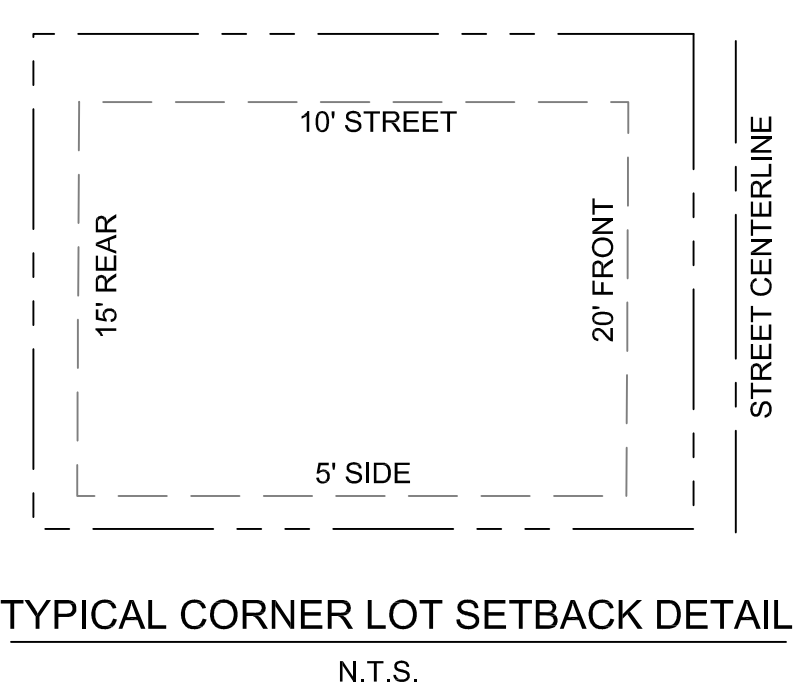 10' STREET
15' REAR
20' FRONT
STREET CENTERLINE
5' SIDE
TYPICAL CORNER LOT SETBACK DETAIL
N.T.S.